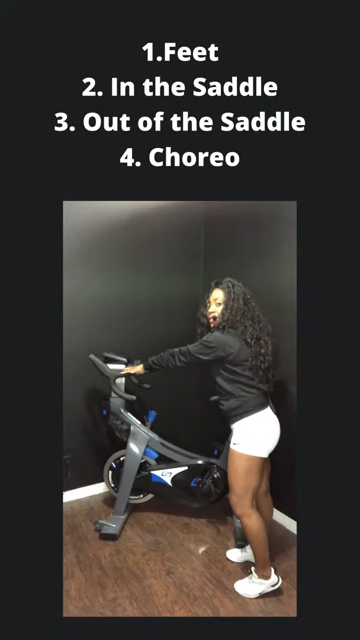 1.Feet
2. In the Saddle
3. Out of the Saddle
4. Choreo